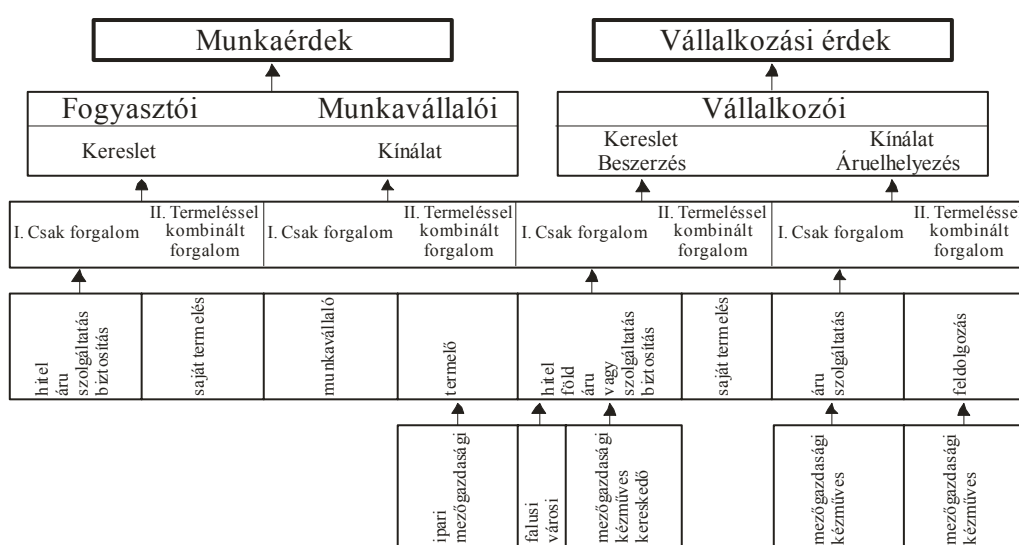 Munkaérdek
Vállalkozási érdek
Fogyasztói
Munkavállalói
Vállalkozói
Kereslet
Kínálat
Kereslet
Beszerzés
Kínálat
Áruelhelyezés
I. Csak forgalom
II. Termeléssel
kombinált
forgalom
I. Csak forgalom
II. Termeléssel
kombinált
forgalom
I. Csak forgalom
II. Termeléssel
kombinált
forgalom
I. Csak forgalom
II. Termeléssel
kombinált
forgalom
hitel
áru
szolgáltatás
biztosítás
saját termelés
munkavállaló
termelő
hitel
föld
áru
vagy
szolgáltatás
biztosítás
saját termelés
áru
szolgáltatás
feldolgozás
ipari
mezőgazdasági
falusi
városi
mezőgazdasági
kézműves
kereskedő
mezőgazdasági
kézműves
mezőgazdasági
kézműves